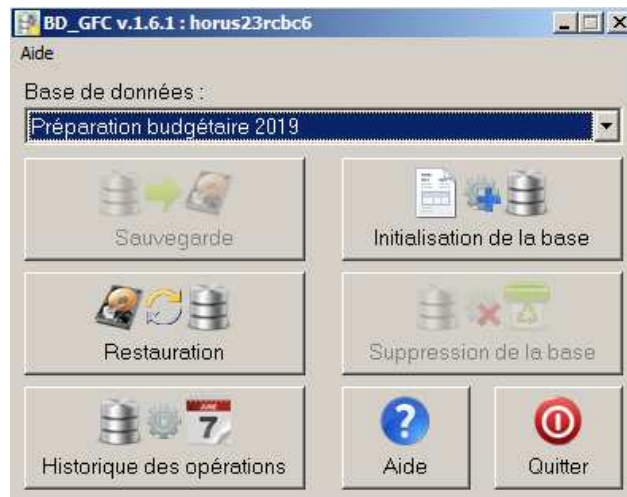 BD_GFC v.1.6.1 : horus23rcbc6
Aide
Base de données :
Préparation budgétaire 2019
Sauvegarde
Initialisation de la base
Restauration
Suppression de la base
JUNE
7
Historique des opérations
Aide
Quitter